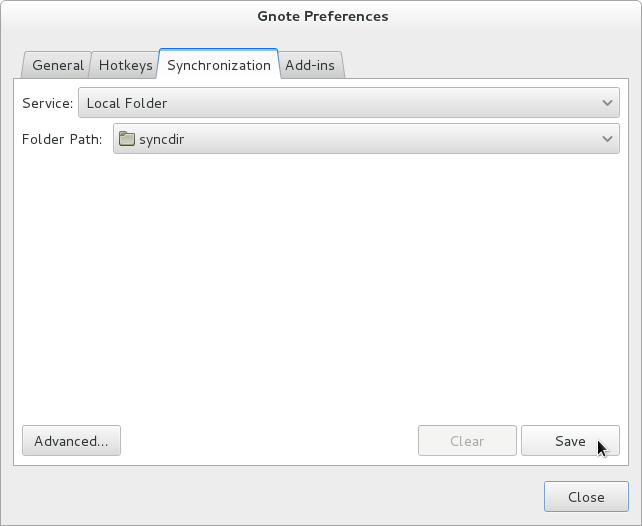 Gnote Preferences
General Hotkeys Synchronization Add-ins
Service: Local Folder
Folder Path: syncdir
Advanced... Clear Save
Close